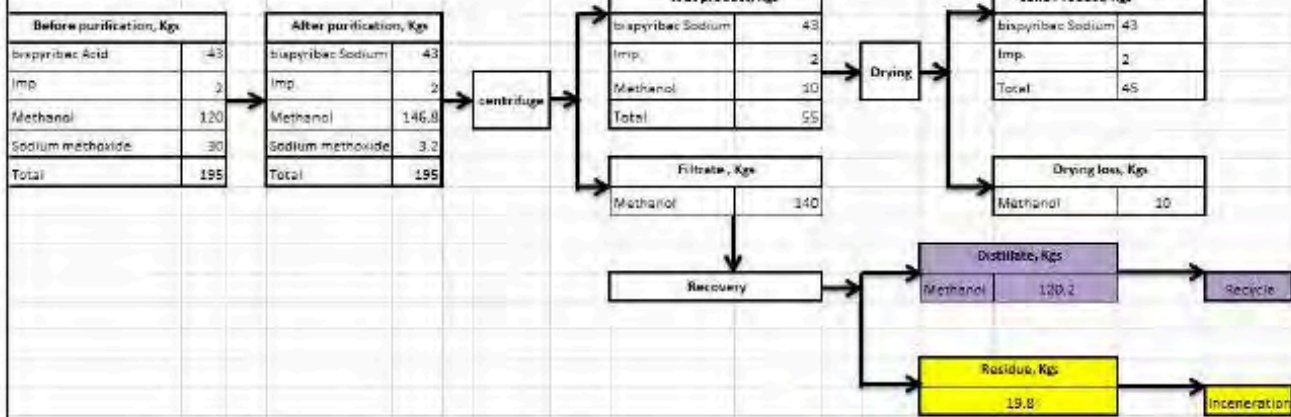 Before purification, Kgs
bispyribac Acid 43
Imp 2
Methanol 120
Sodium methoxide 30
Total 195
After purification, Kgs
bispyribac Sodium 43
Imp. 2
Methanol 146.8
Sodium methoxide 3.2
Total 195
centrifuge
bispyribac Sodium 43
Imp. 2
Methanol 10
Total 55
Filtrate , Kgs
Methanol 140
Drying
bispyribac Sodium 43
Imp. 2
Total 45
Drying loss, Kgs
Methanol 10
Recovery
Distillate, Kgs
Methanol 120.2
Recycle
Residue, Kgs
19.8
Inceneration